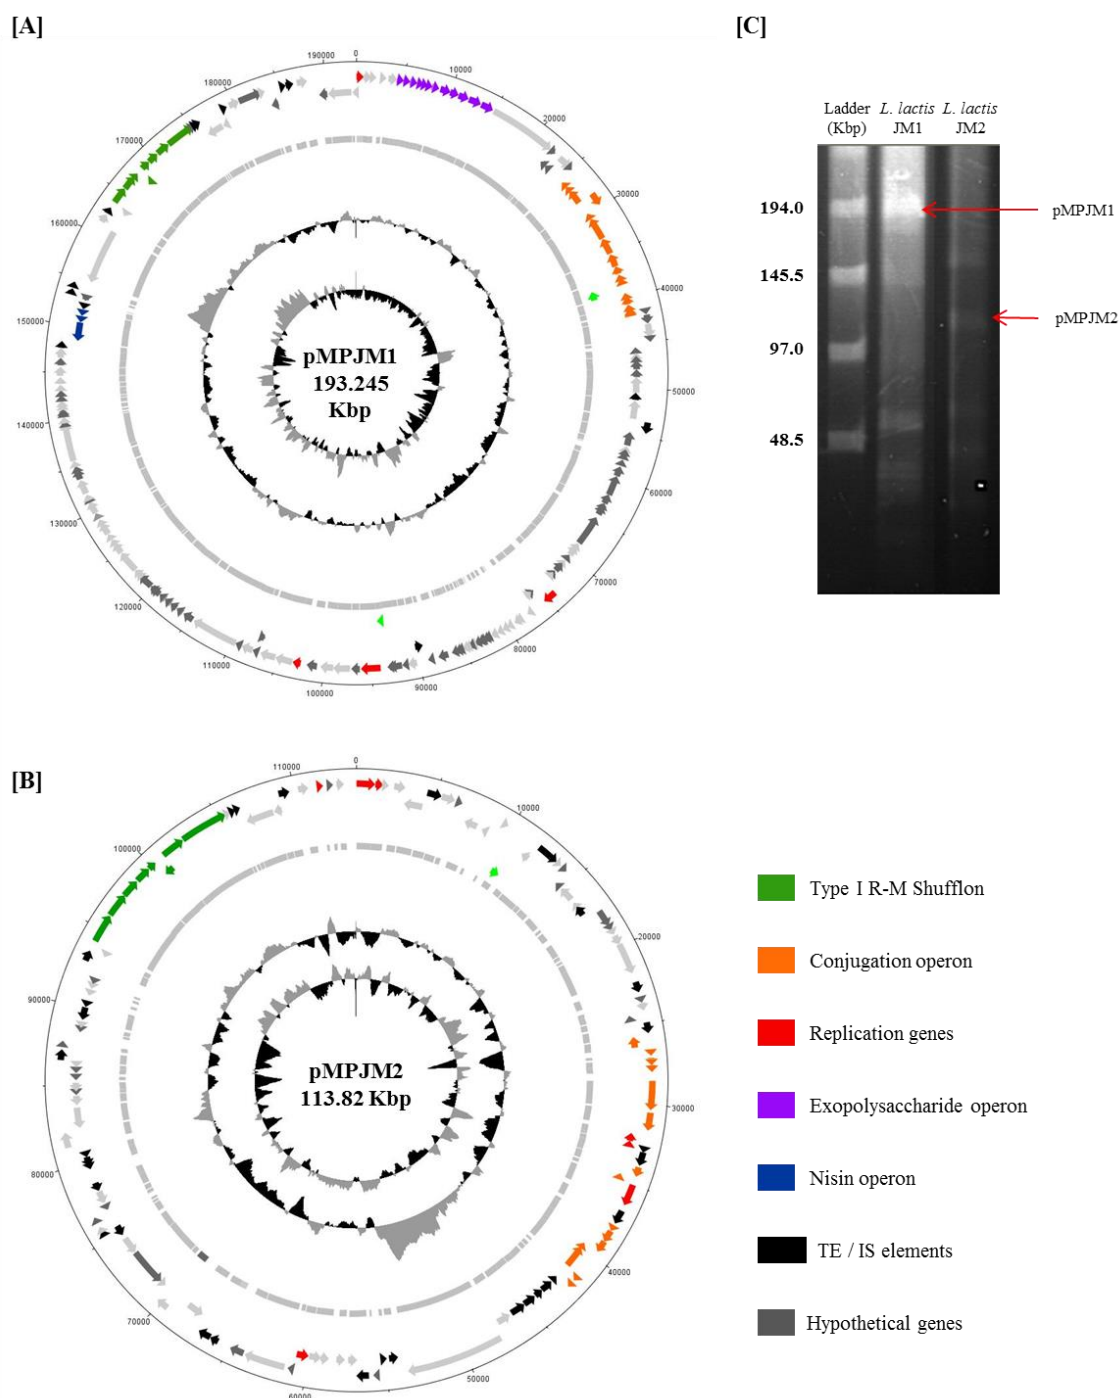 [A]
0
10000
20000
30000
40000
50000
60000
70000
80000
90000
100000
110000
120000
130000
140000
150000
160000
170000
180000
190000
pMPJM1
193.245
Kbp
[C]
Ladder L. lactis L. lactis
(Kbp) JM1 JM2
194.0
145.5
97.0
48.5
pMPJM1
pMPJM2
[B]
0
10000
20000
30000
40000
50000
60000
70000
80000
90000
100000
110000
pMPJM2
113.82 Kbp
Type I R-M Shufflon
Conjugation operon
Replication genes
Exopolysaccharide operon
Nisin operon
TE / IS elements
Hypothetical genes